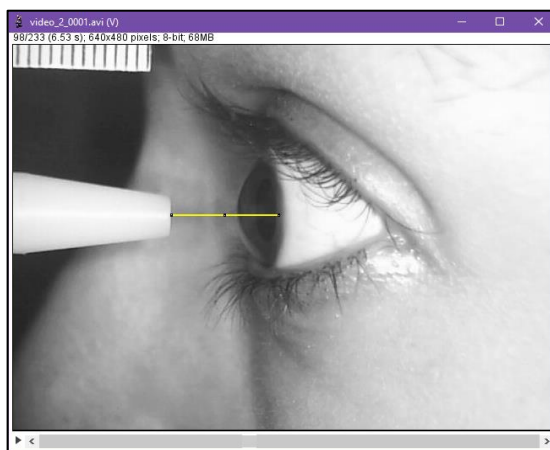 video_2_0001.avi (V)
98/233 (6.53 s); 640x480 pixels; 8-bit; 68MB